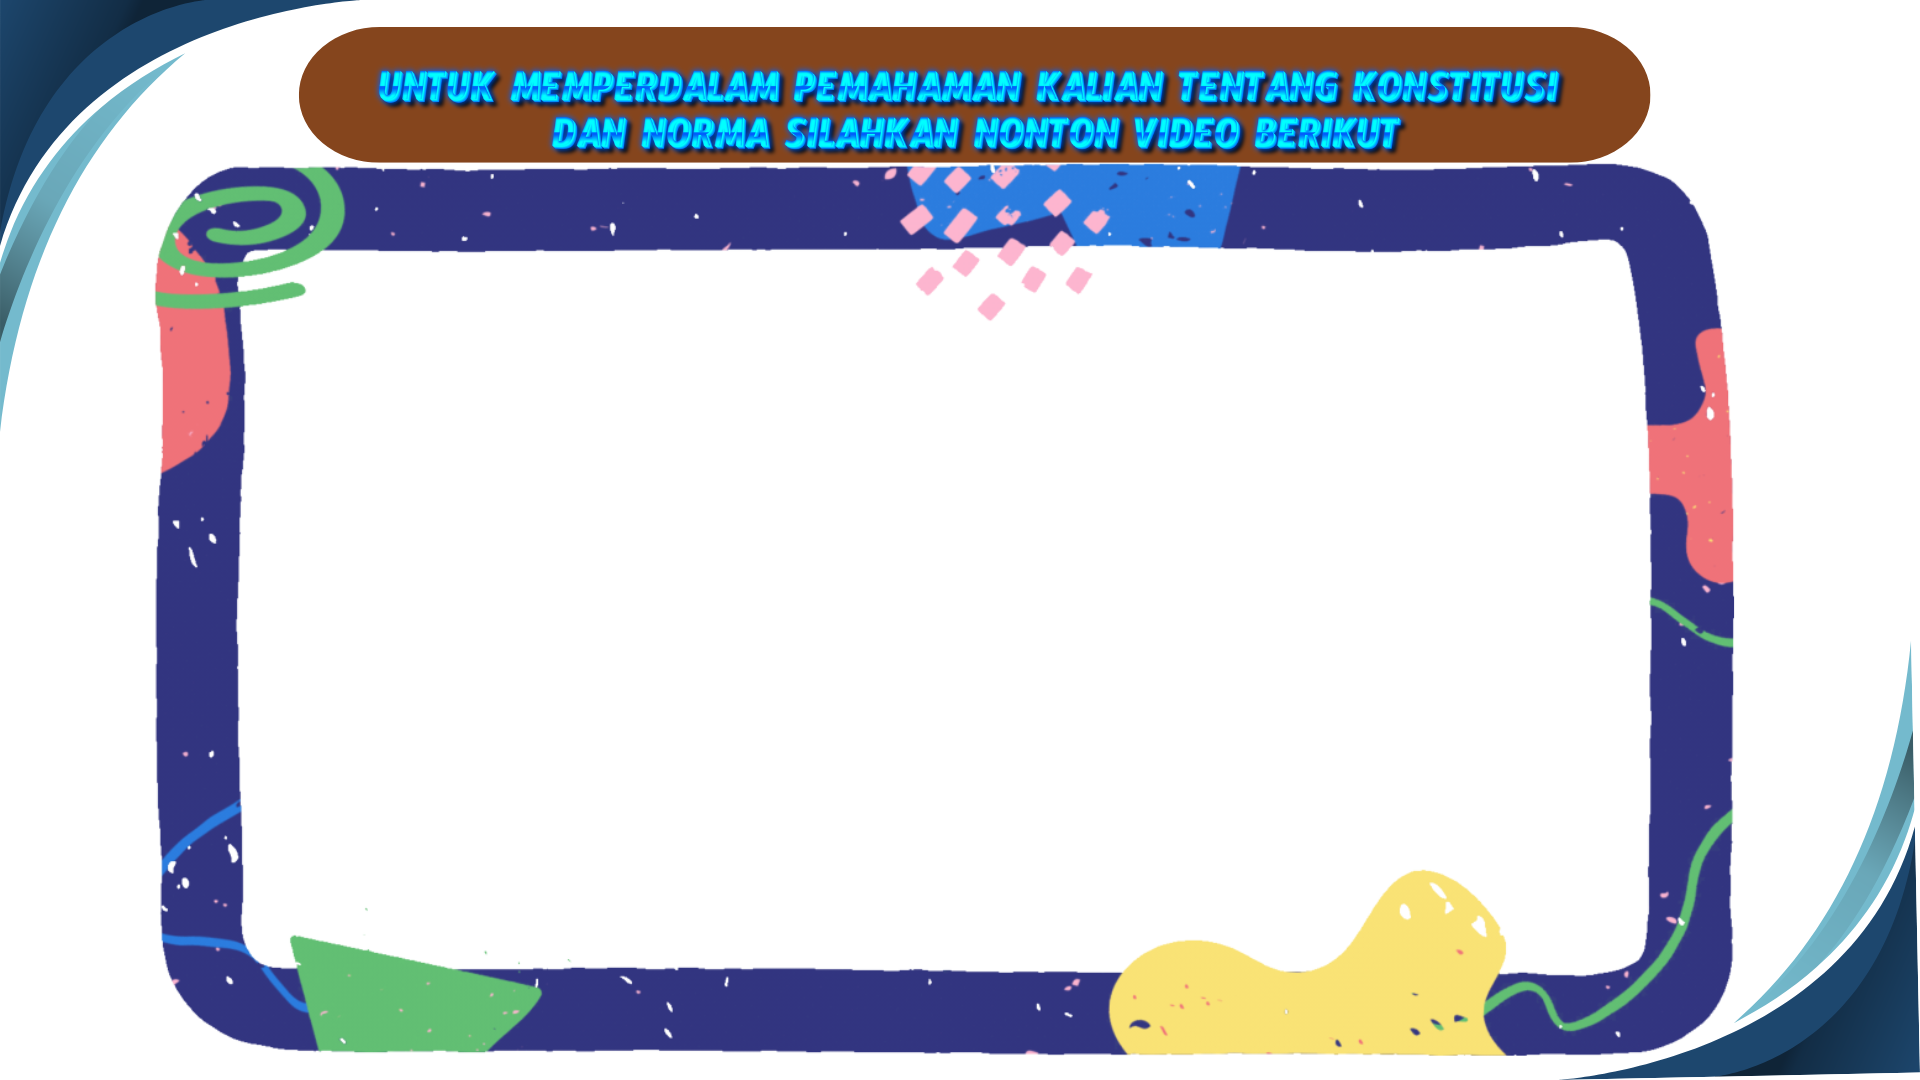 UNTUK MEMPERDALAM PEMAHAMAN KALIAN TENTANG KONSTITUSI
DAN NORMA SILAHKAN NONTON VIDEO BERIKUT